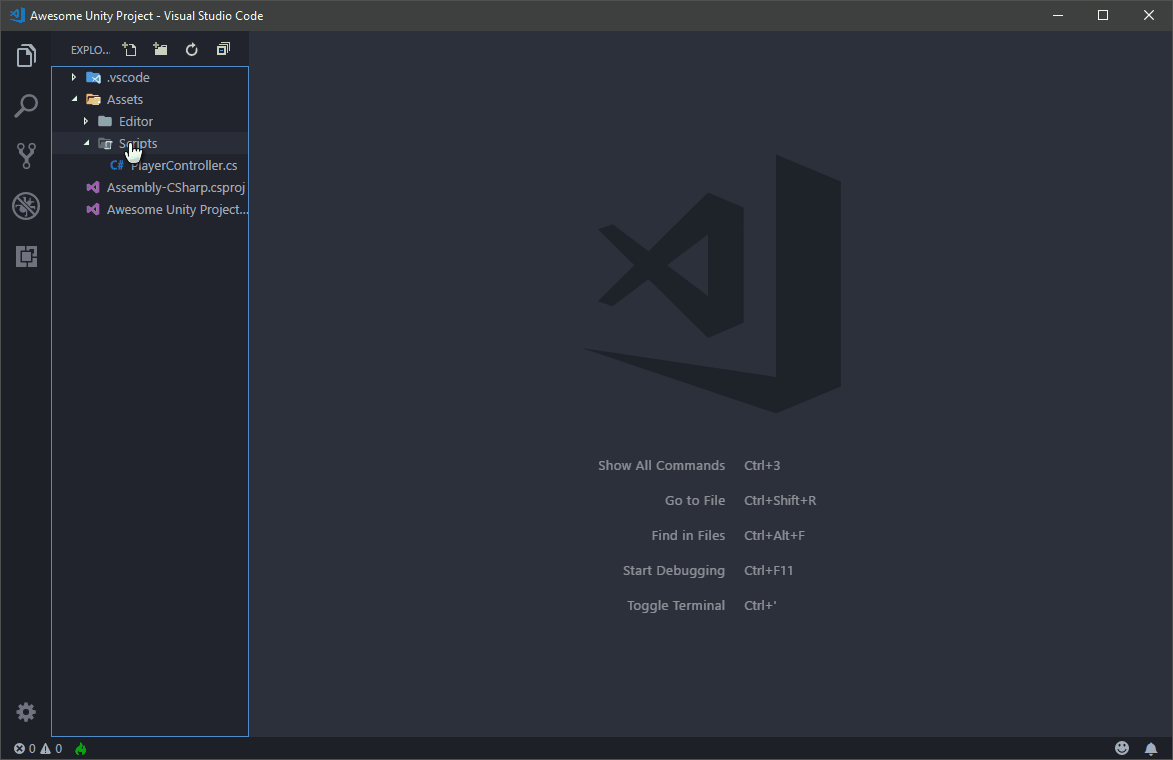 Awesome Unity Project - Visual Studio Code
EXPLO...
.vscode
Assets
Editor
Scripts
C# PlayerController.cs
Assembly-CSharp.csproj
Awesome Unity Project...
Show All Commands Ctrl+3
Go to File Ctrl+Shift+R
Find in Files Ctrl+Alt+F
Start Debugging Ctrl+F11
Toggle Terminal Ctrl+'
0 0